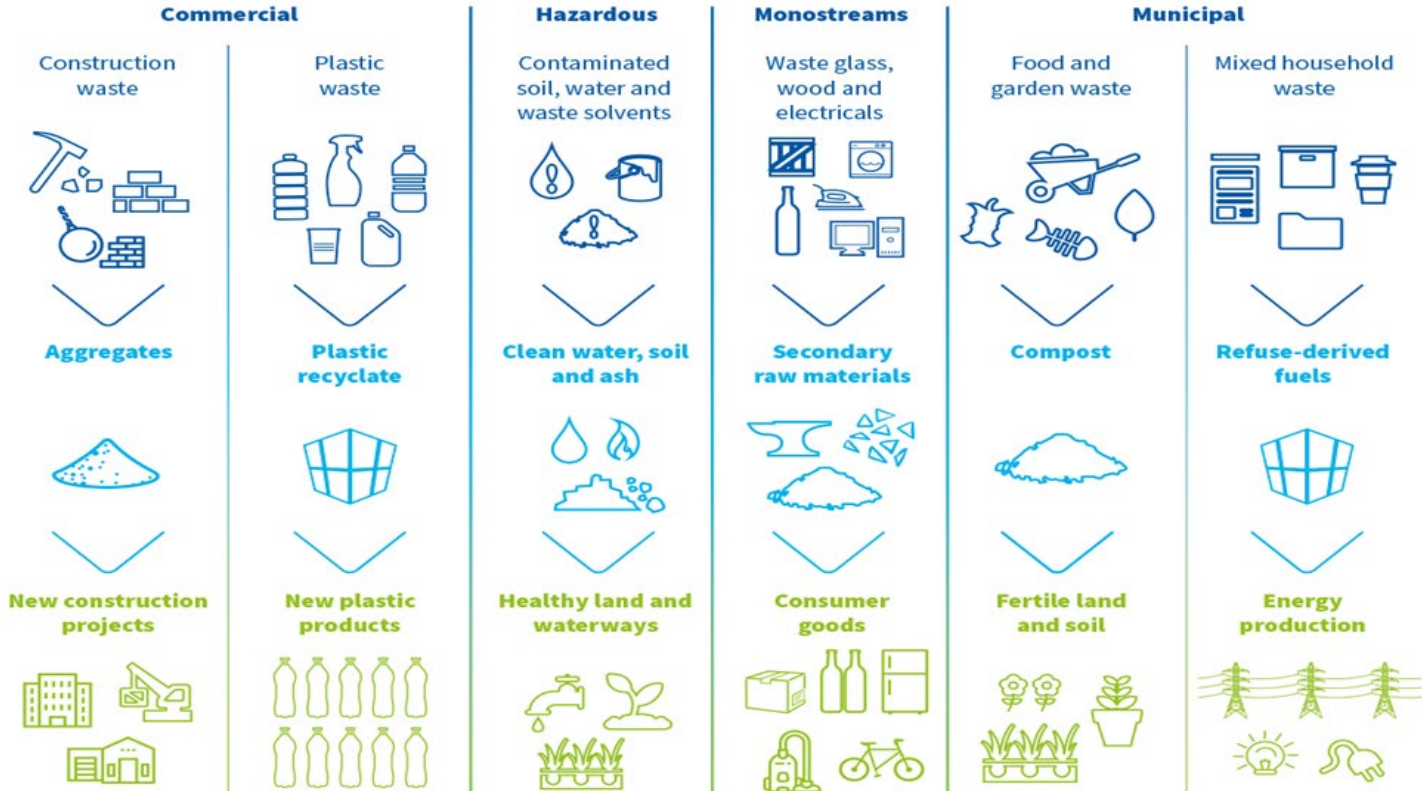 Commercial
Hazardous
Monostreams
Municipal
Construction
waste
Plastic
waste
Contaminated
soil, water and
waste solvents
Waste glass,
wood and
electricals
Food and
garden waste
Mixed household
waste
Aggregates
Plastic
recyclate
Clean water, soil
and ash
Secondary
raw materials
Compost
Refuse-derived
fuels
New construction
projects
New plastic
products
Healthy land and
waterways
Consumer
goods
Fertile land
and soil
Energy
production